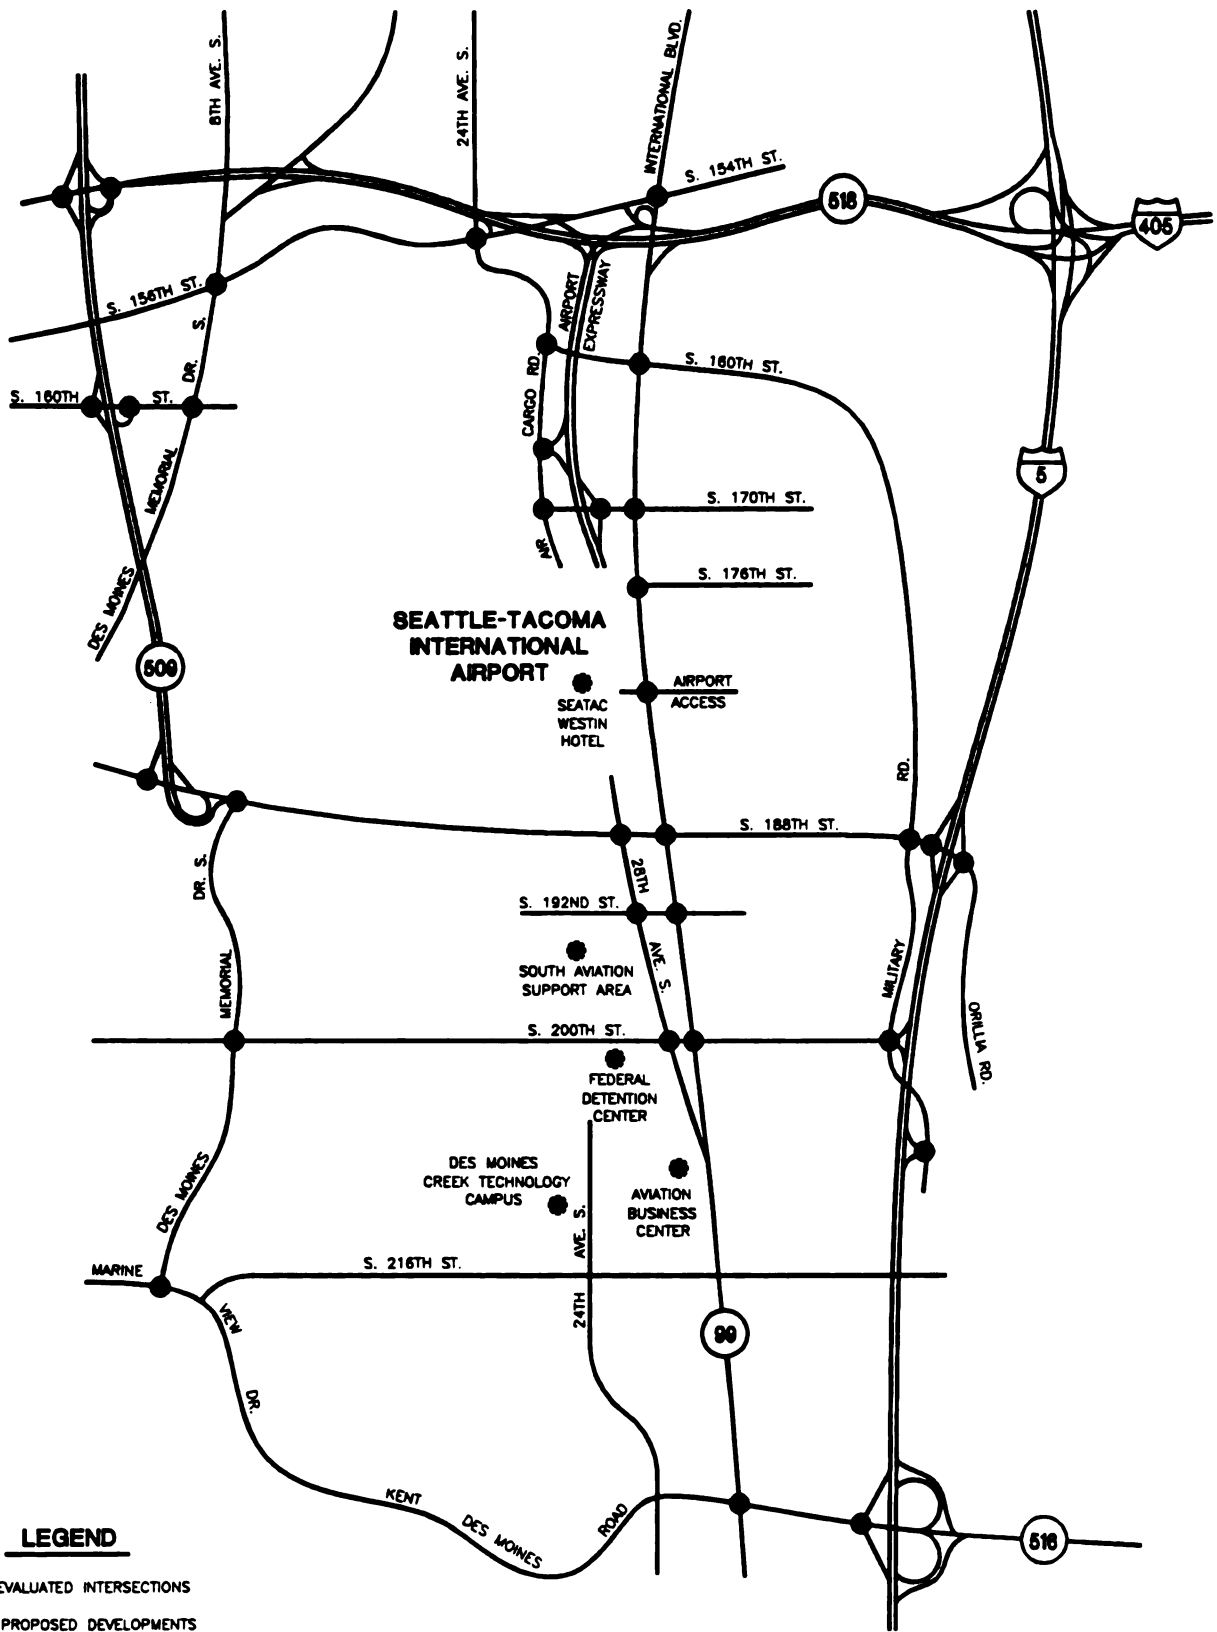 8TH AVE. S.
24TH AVE. S.
INTERNATIONAL BLVD.
S. 154TH ST.
518
405
S. 156TH ST.
AIRPORT
EXPRESSWAY
S. 160TH ST.
DES MOINES
MEMORIAL
DR. S.
S. 160TH ST.
AIR
CARGO RD.
5
S. 170TH ST.
S. 176TH ST.
SEATTLE-TACOMA
INTERNATIONAL
AIRPORT
509
SEATAC
WESTIN
HOTEL
AIRPORT
ACCESS
MILITARY
RD.
S. 188TH ST.
28TH
AVE. S.
S. 192ND ST.
SOUTH AVIATION
SUPPORT AREA
ORILLIA RD.
S. 200TH ST.
FEDERAL
DETENTION
CENTER
DES MOINES
MEMORIAL
DR. S.
DES MOINES
CREEK TECHNOLOGY
CAMPUS
AVIATION
BUSINESS
CENTER
24TH
AVE. S.
S. 216TH ST.
MARINE
VIEW
DR.
99
KENT
DES MOINES
ROAD
516
LEGEND
EVALUATED INTERSECTIONS
PROPOSED DEVELOPMENTS